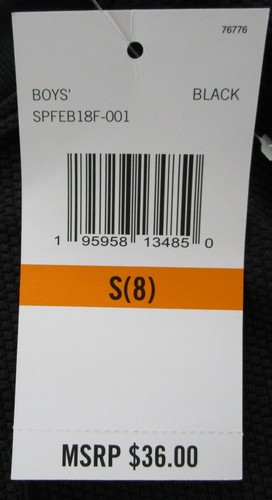 76776
BOYS' BLACK
SPFEB18F-001
1 95958 13485 0
S(8)
MSRP $36.00